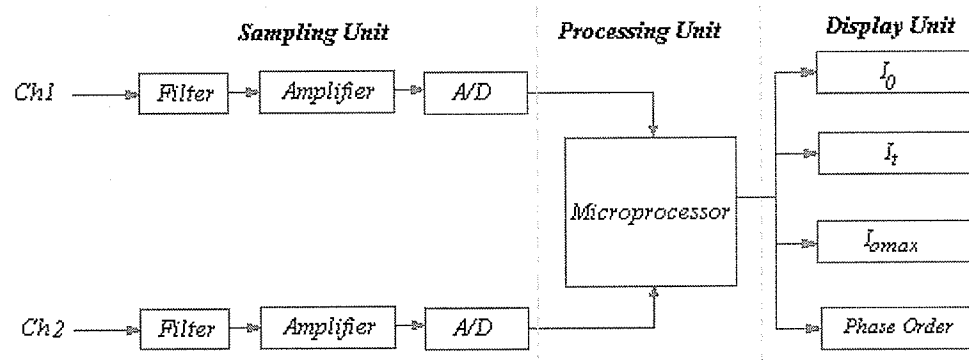 Sampling Unit
Processing Unit
Display Unit
Ch1
Filter
Amplifier
A/D
Microprocessor
I0
It
Iomax
Phase Order
Ch2
Filter
Amplifier
A/D